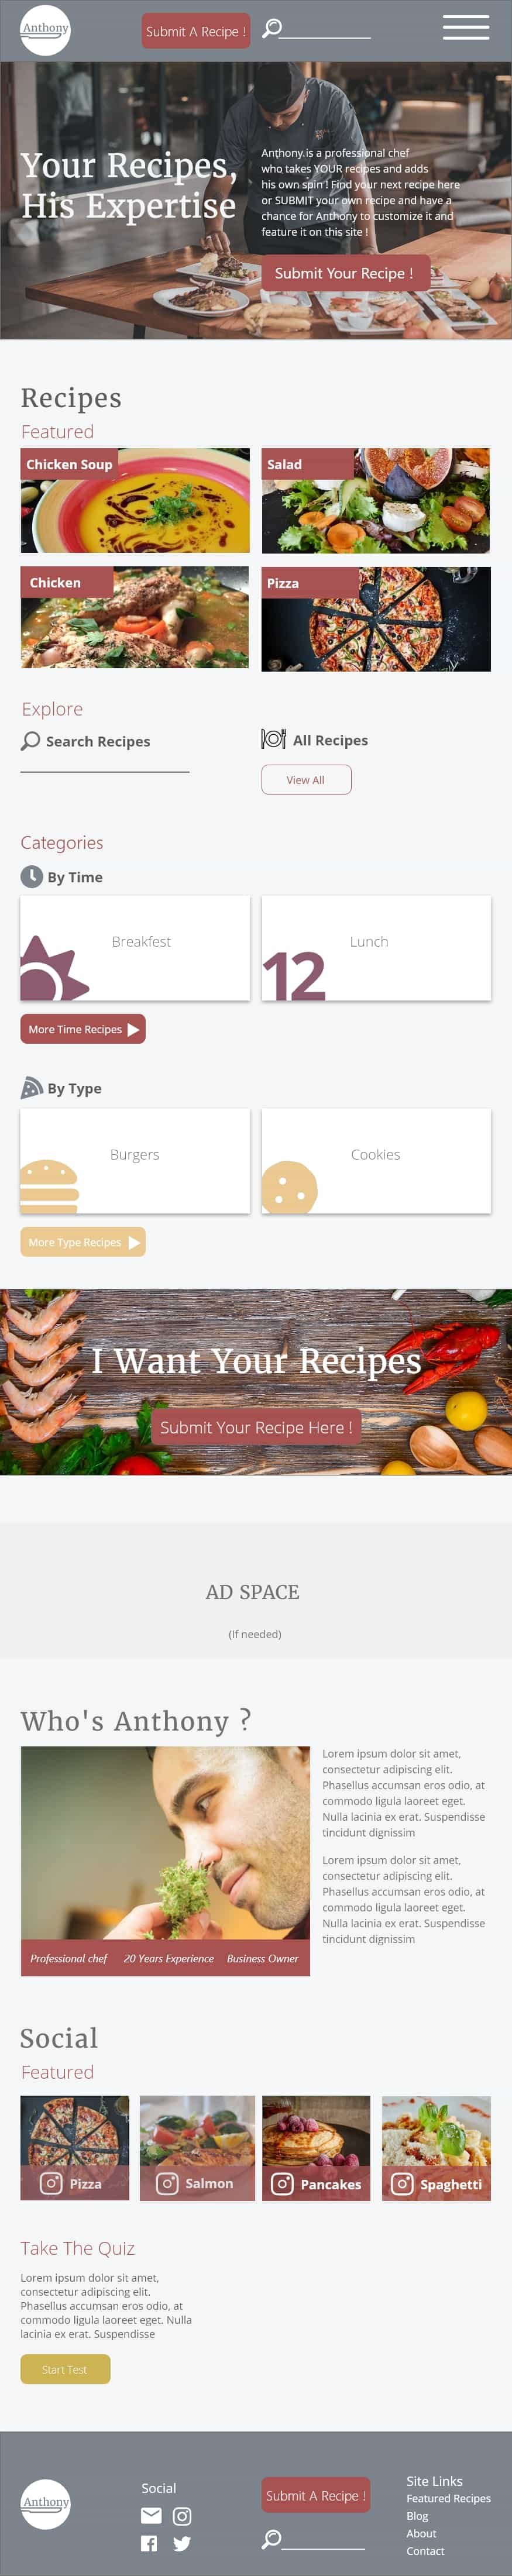 Anthony
Submit A Recipe !
Your Recipes,
His Expertise
Anthony is a professional chef
who takes YOUR recipes and adds
his own spin ! Find your next recipe here
or SUBMIT your own recipe and have a
chance for Anthony to customize it and
feature it on this site !
Submit Your Recipe !
Recipes
Featured
Chicken Soup
Salad
Chicken
Pizza
Explore
Search Recipes
All Recipes
View All
Categories
By Time
Breakfast
12
Lunch
More Time Recipes
By Type
Burgers
Cookies
More Type Recipes
I Want Your Recipes
Submit Your Recipe Here !
AD SPACE
(If needed)
Who's Anthony ?
Professional chef
20 Years Experience
Business Owner
Lorem ipsum dolor sit amet,
consectetur adipiscing elit.
Phasellus accumsan eros odio, at
commodo ligula laoreet eget.
Nulla lacinia ex erat. Suspendisse
tincidunt dignissim
Lorem ipsum dolor sit amet,
consectetur adipiscing elit.
Phasellus accumsan eros odio, at
commodo ligula laoreet eget.
Nulla lacinia ex erat. Suspendisse
tincidunt dignissim
Social
Featured
Pizza
Salmon
Pancakes
Spaghetti
Take The Quiz
Lorem ipsum dolor sit amet,
consectetur adipiscing elit.
Phasellus accumsan eros odio, at
commodo ligula laoreet eget. Nulla
lacinia ex erat. Suspendisse
Start Test
Anthony
Social
Submit A Recipe !
Site Links
Featured Recipes
Blog
About
Contact